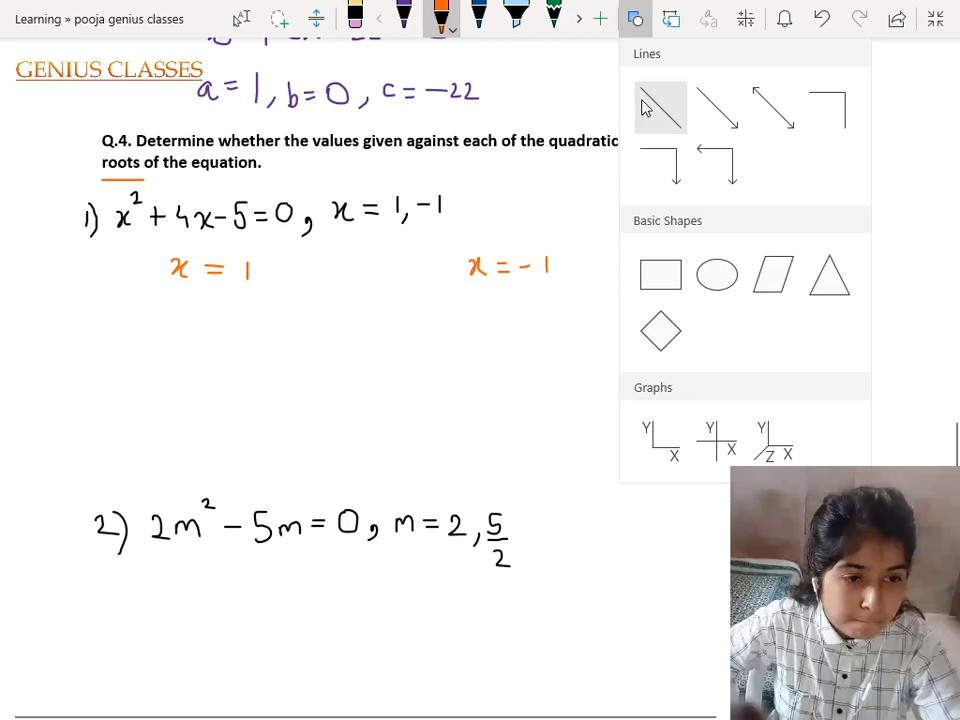 Learning » pooja genius classes
Lines
GENIUS CLASSES
a = 1, b = 0, c = -22
Q.4. Determine whether the values given against each of the quadratic
roots of the equation.
Basic Shapes
1) x² + 4x - 5 = 0, x = 1, -1
x = 1 x = -1
Graphs
Y X Y X Y Z X
2) 2m² - 5m = 0, m = 2, 5/2